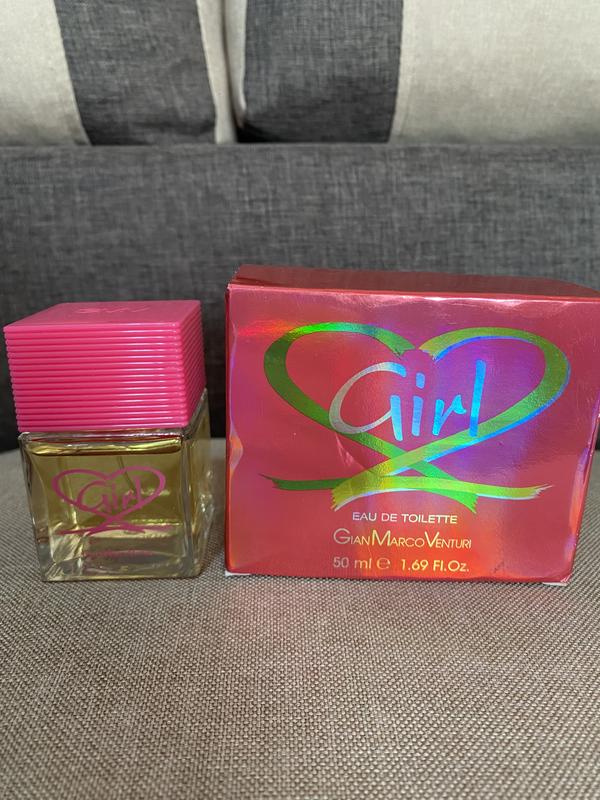 Girl
Girl
EAU DE TOILETTE
GIANMARCOVENTURI
50 ml ℮ 1.69 Fl.Oz.